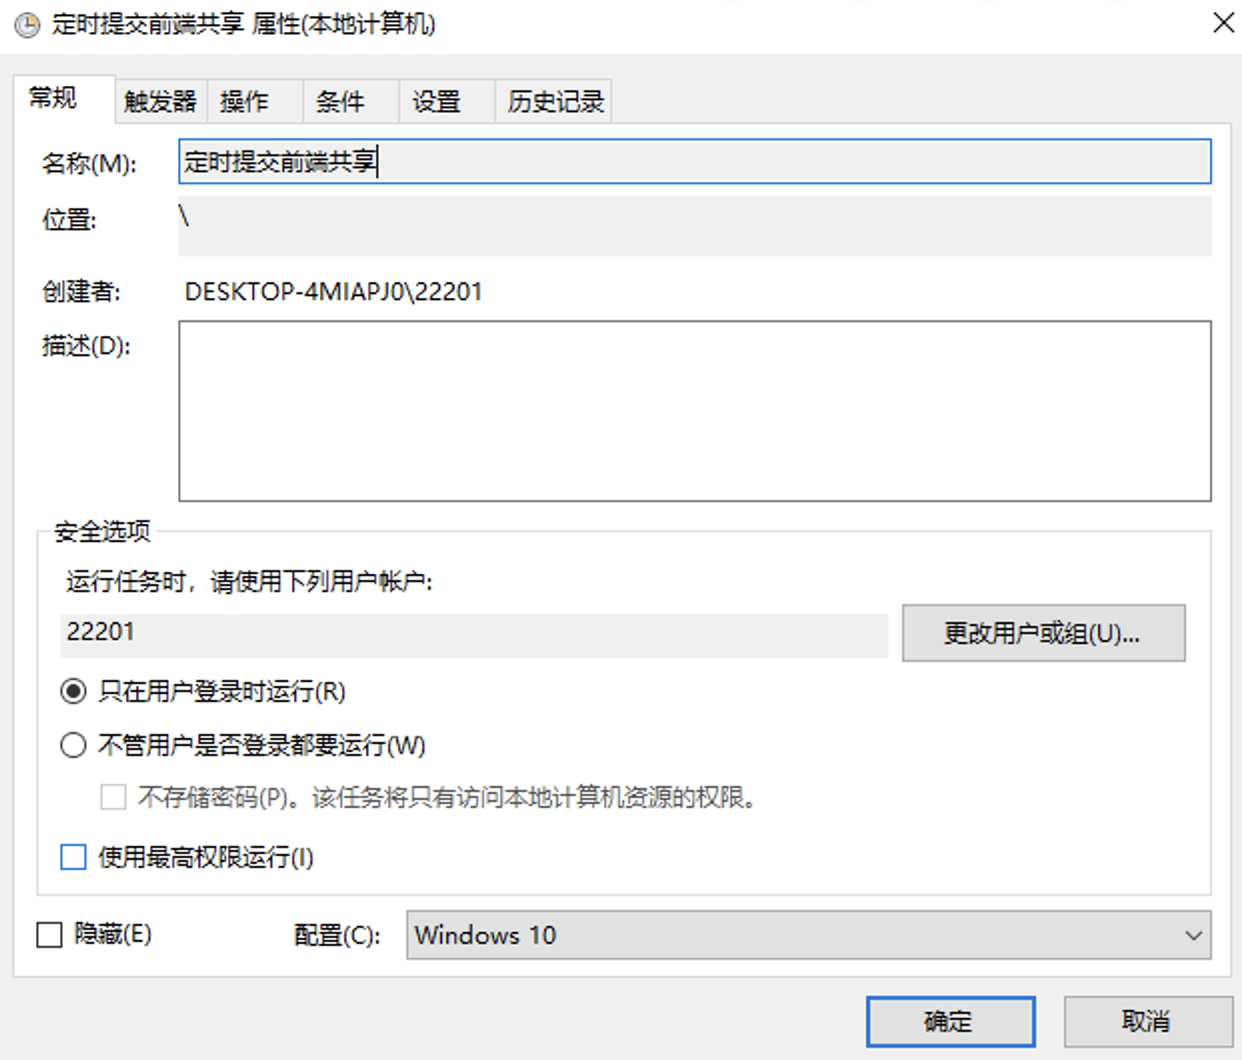 定时提交前端共享 属性(本地计算机)
常规 触发器 操作 条件 设置 历史记录
名称(M): 定时提交前端共享
位置: \
创建者: DESKTOP-4MIAPJ0\22201
描述(D):
安全选项
运行任务时，请使用下列用户帐户:
22201 更改用户或组(U)...
只在用户登录时运行(R)
不管用户是否登录都要运行(W)
不存储密码(P)。该任务将只有访问本地计算机资源的权限。
使用最高权限运行(I)
隐藏(E) 配置(C): Windows 10
确定 取消